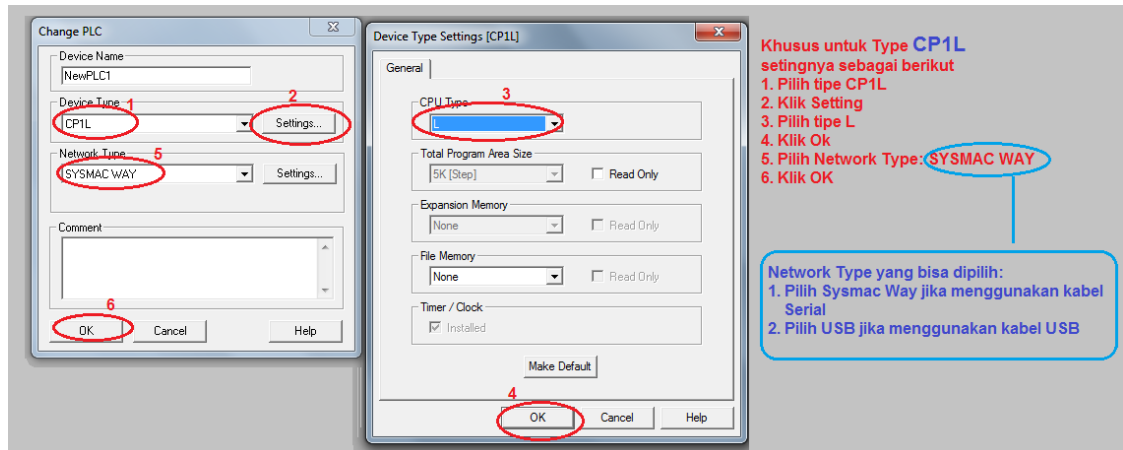 Change PLC
Device Name
NewPLC1
Device Type
1
2
CP1L
Settings...
Network Type
5
SYSMAC WAY
Settings...
Comment
6
OK
Cancel
Help
Device Type Settings [CP1L]
General
CPU Type
3
L
Total Program Area Size
5K [Step]
Read Only
Expansion Memory
None
Read Only
File Memory
None
Read Only
Timer / Clock
Installed
Make Default
4
OK
Cancel
Help
Khusus untuk Type CP1L
setingnya sebagai berikut
1. Pilih tipe CP1L
2. Klik Setting
3. Pilih tipe L
4. Klik Ok
5. Pilih Network Type: SYSMAC WAY
6. Klik OK
Network Type yang bisa dipilih:
1. Pilih Sysmac Way jika menggunakan kabel
Serial
2. Pilih USB jika menggunakan kabel USB